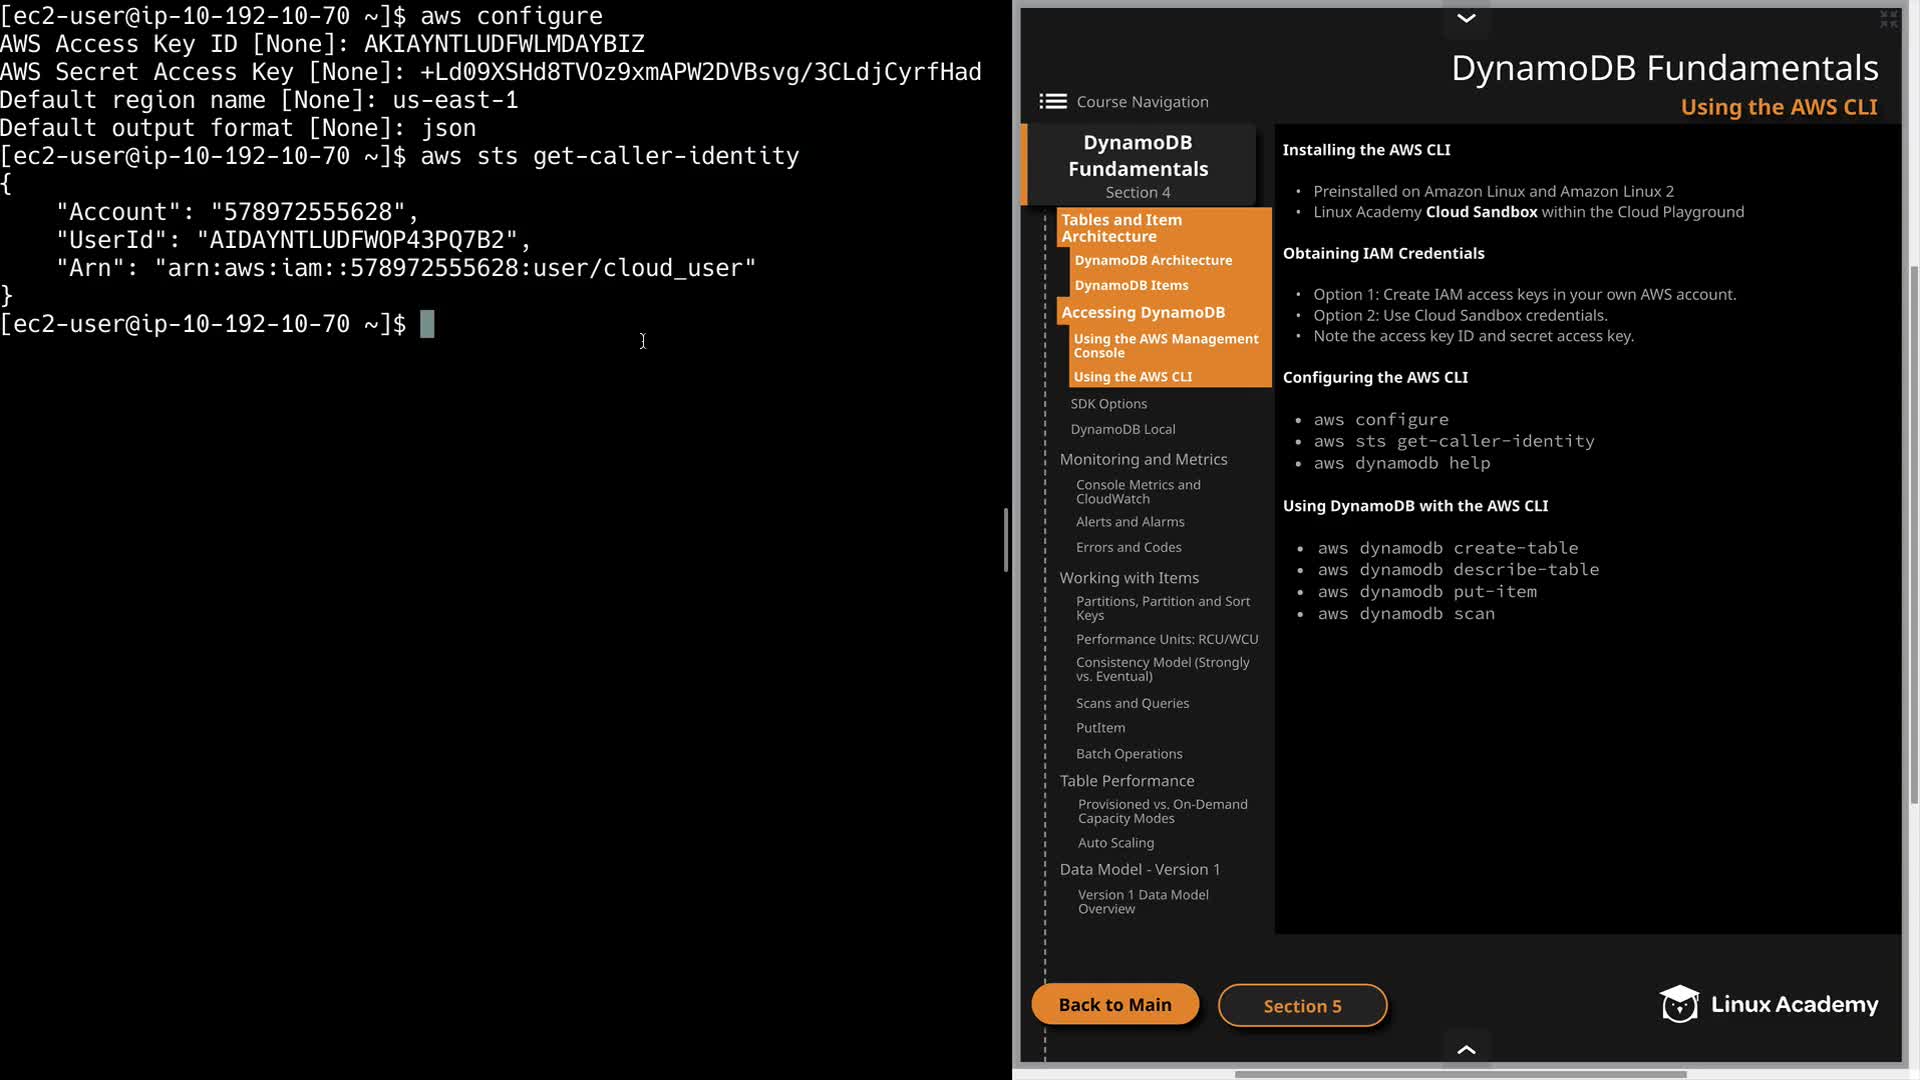 [ec2-user@ip-10-192-10-70 ~]$ aws configure
AWS Access Key ID [None]: AKIAYNTLUDFWLMDAYBIZ
AWS Secret Access Key [None]: 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
Default region name [None]: us-east-1
Default output format [None]: json
[ec2-user@ip-10-192-10-70 ~]$ aws sts get-caller-identity
{
    "Account": "578972555628",
    "UserId": "AIDAYNTLUDFWOP43PQ7B2",
    "Arn": "arn:aws:iam::578972555628:user/cloud_user"
}
[ec2-user@ip-10-192-10-70 ~]$
DynamoDB Fundamentals
Using the AWS CLI
Course Navigation
DynamoDB
Fundamentals
Section 4
Tables and Item
Architecture
DynamoDB Architecture
DynamoDB Items
Accessing DynamoDB
Using the AWS Management
Console
Using the AWS CLI
SDK Options
DynamoDB Local
Monitoring and Metrics
Console Metrics and
CloudWatch
Alerts and Alarms
Errors and Codes
Working with Items
Partitions, Partition and Sort
Keys
Performance Units: RCU/WCU
Consistency Model (Strongly
vs. Eventual)
Scans and Queries
PutItem
Batch Operations
Table Performance
Provisioned vs. On-Demand
Capacity Modes
Auto Scaling
Data Model - Version 1
Version 1 Data Model
Overview
Installing the AWS CLI
• Preinstalled on Amazon Linux and Amazon Linux 2
• Linux Academy Cloud Sandbox within the Cloud Playground
Obtaining IAM Credentials
• Option 1: Create IAM access keys in your own AWS account.
• Option 2: Use Cloud Sandbox credentials.
• Note the access key ID and secret access key.
Configuring the AWS CLI
• aws configure
• aws sts get-caller-identity
• aws dynamodb help
Using DynamoDB with the AWS CLI
• aws dynamodb create-table
• aws dynamodb describe-table
• aws dynamodb put-item
• aws dynamodb scan
Back to Main
Section 5
Linux Academy